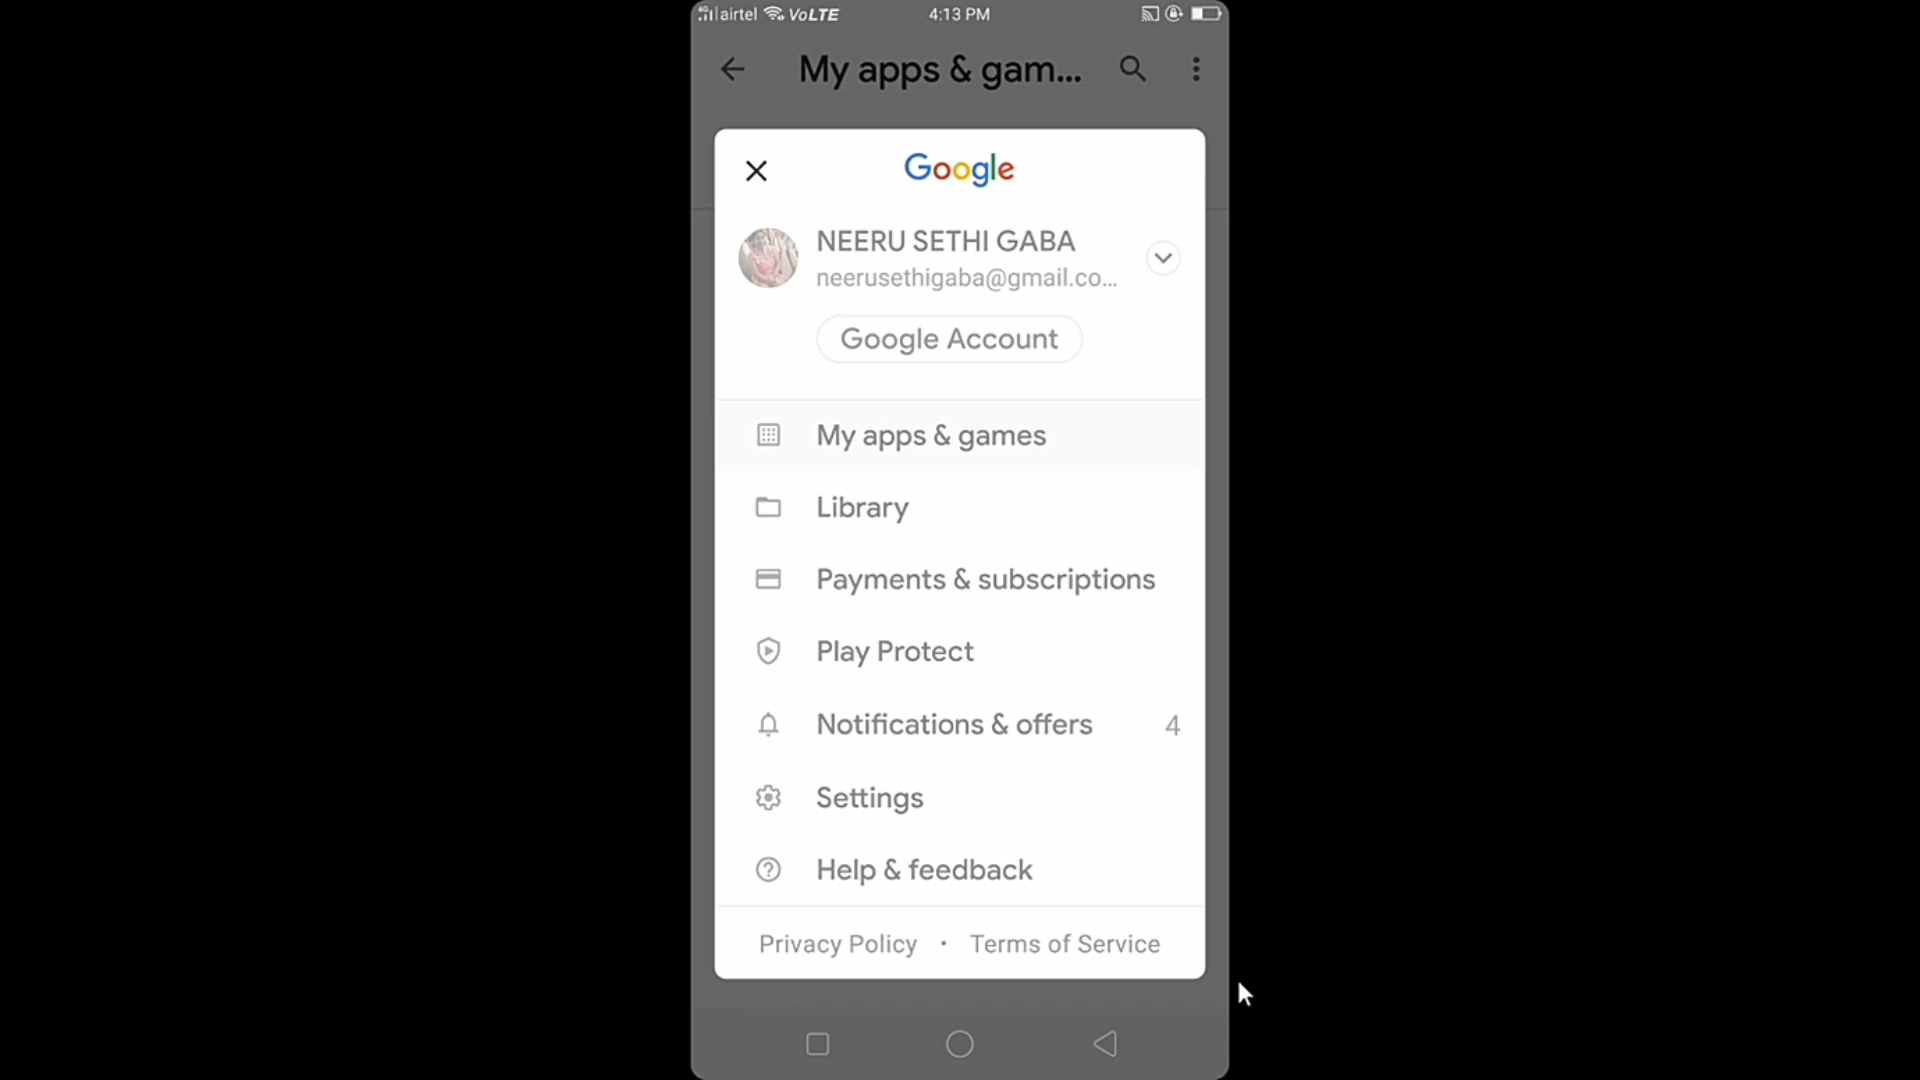 airtel VoLTE 4:13 PM
My apps & gam...
Google
NEERU SETHI GABA
neerusethigaba@gmail.co...
Google Account
My apps & games
Library
Payments & subscriptions
Play Protect
Notifications & offers 4
Settings
Help & feedback
Privacy Policy • Terms of Service